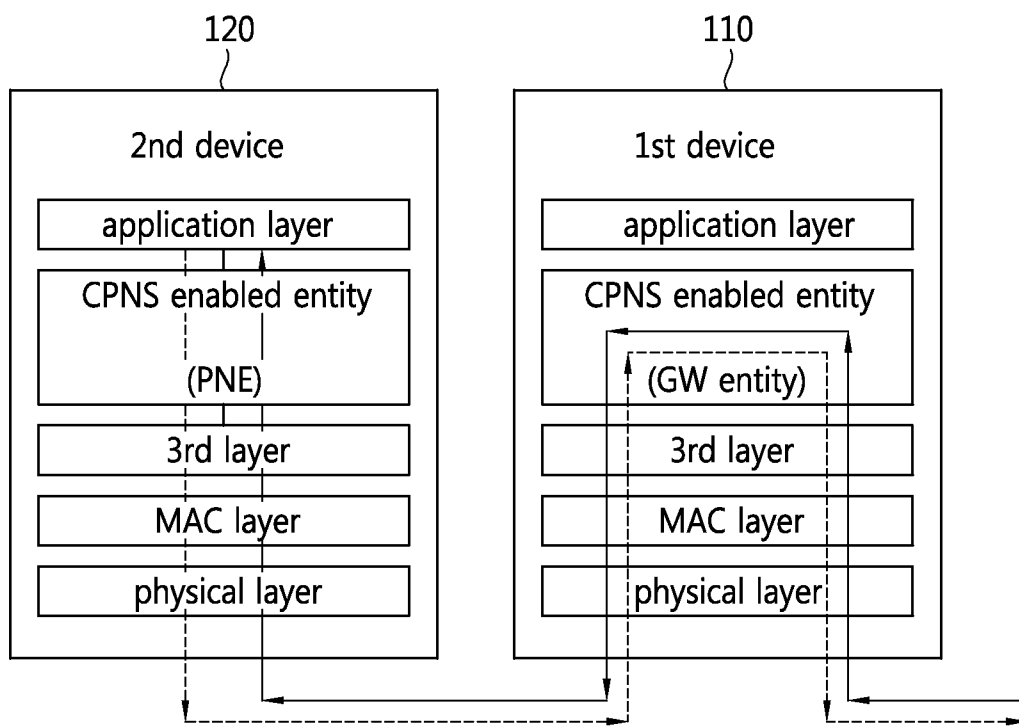 120
110
2nd device
1st device
application layer
application layer
CPNS enabled entity
CPNS enabled entity
(PNE)
(GW entity)
3rd layer
3rd layer
MAC layer
MAC layer
physical layer
physical layer